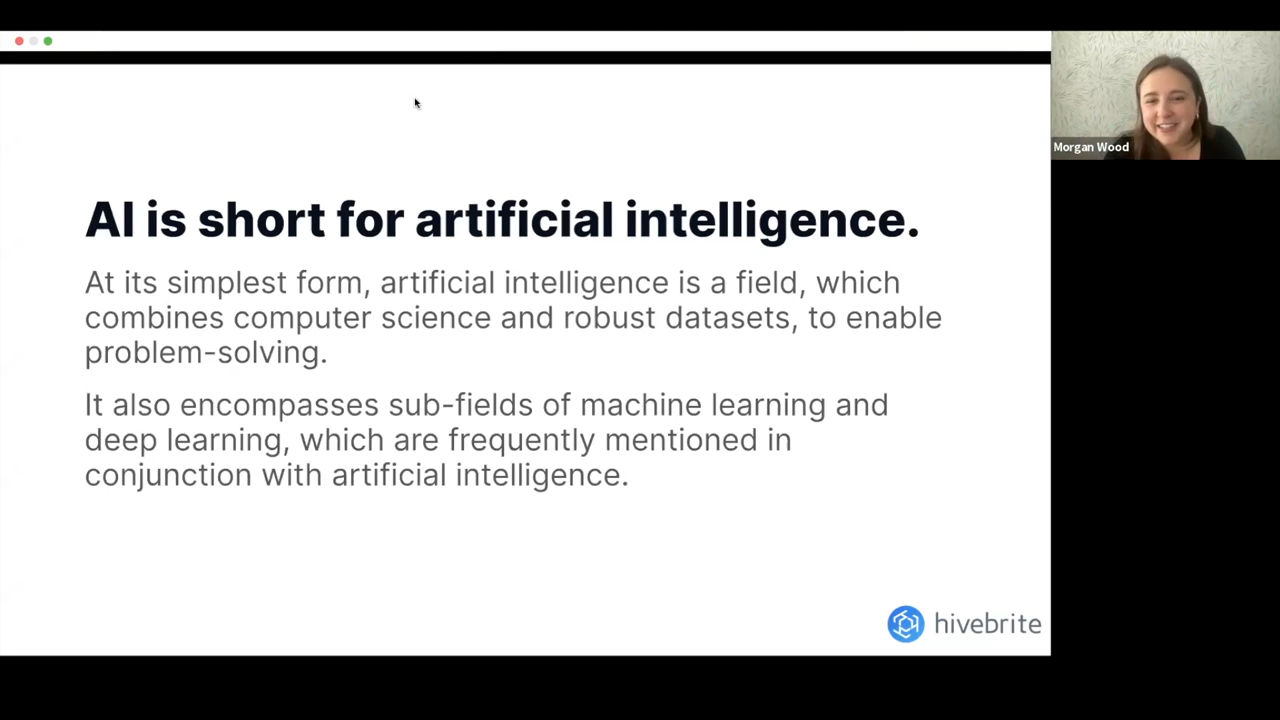 Morgan Wood
AI is short for artificial intelligence.
At its simplest form, artificial intelligence is a field, which
combines computer science and robust datasets, to enable
problem-solving.
It also encompasses sub-fields of machine learning and
deep learning, which are frequently mentioned in
conjunction with artificial intelligence.
hivebrite